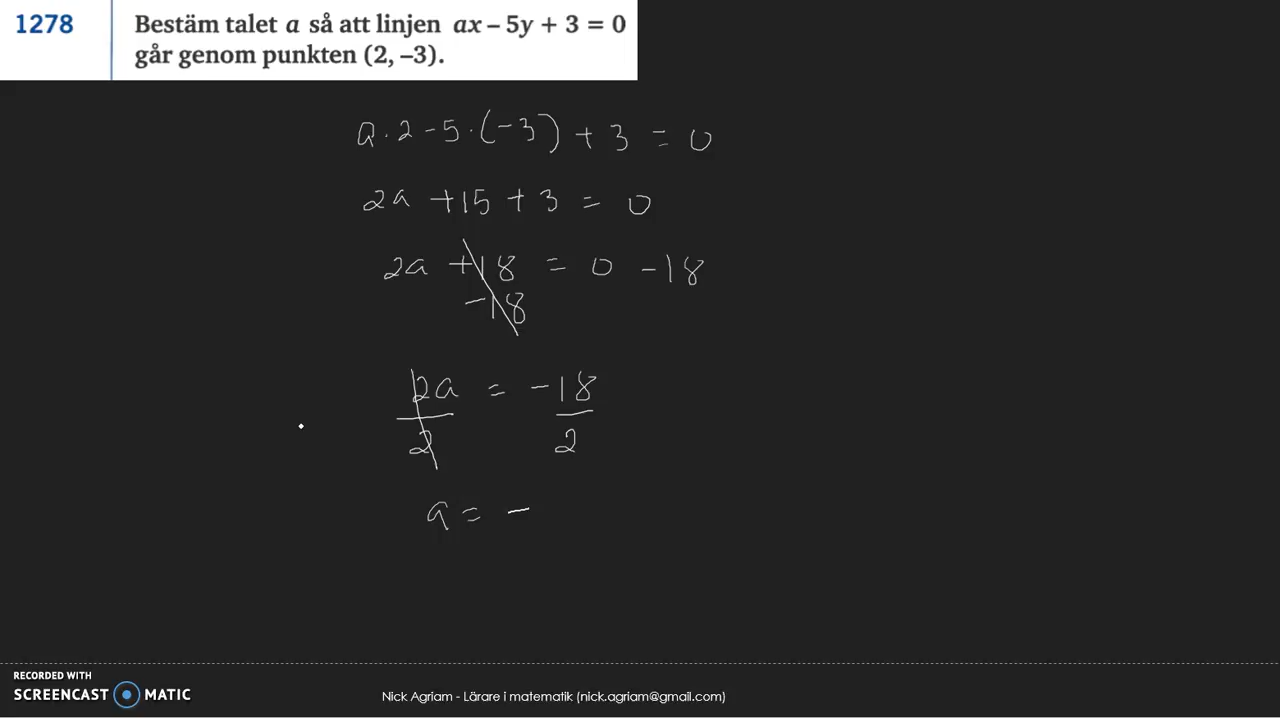 1278
Bestäm talet a så att linjen ax – 5y + 3 = 0
går genom punkten (2, –3).
a · 2 - 5 · (-3) + 3 = 0
2a + 15 + 3 = 0
2a + 18 = 0 - 18
- 18
2a = - 18
2 2
a = -
RECORDED WITH
SCREENCAST MATIC
Nick Agriam - Lärare i matematik (nick.agriam@gmail.com)